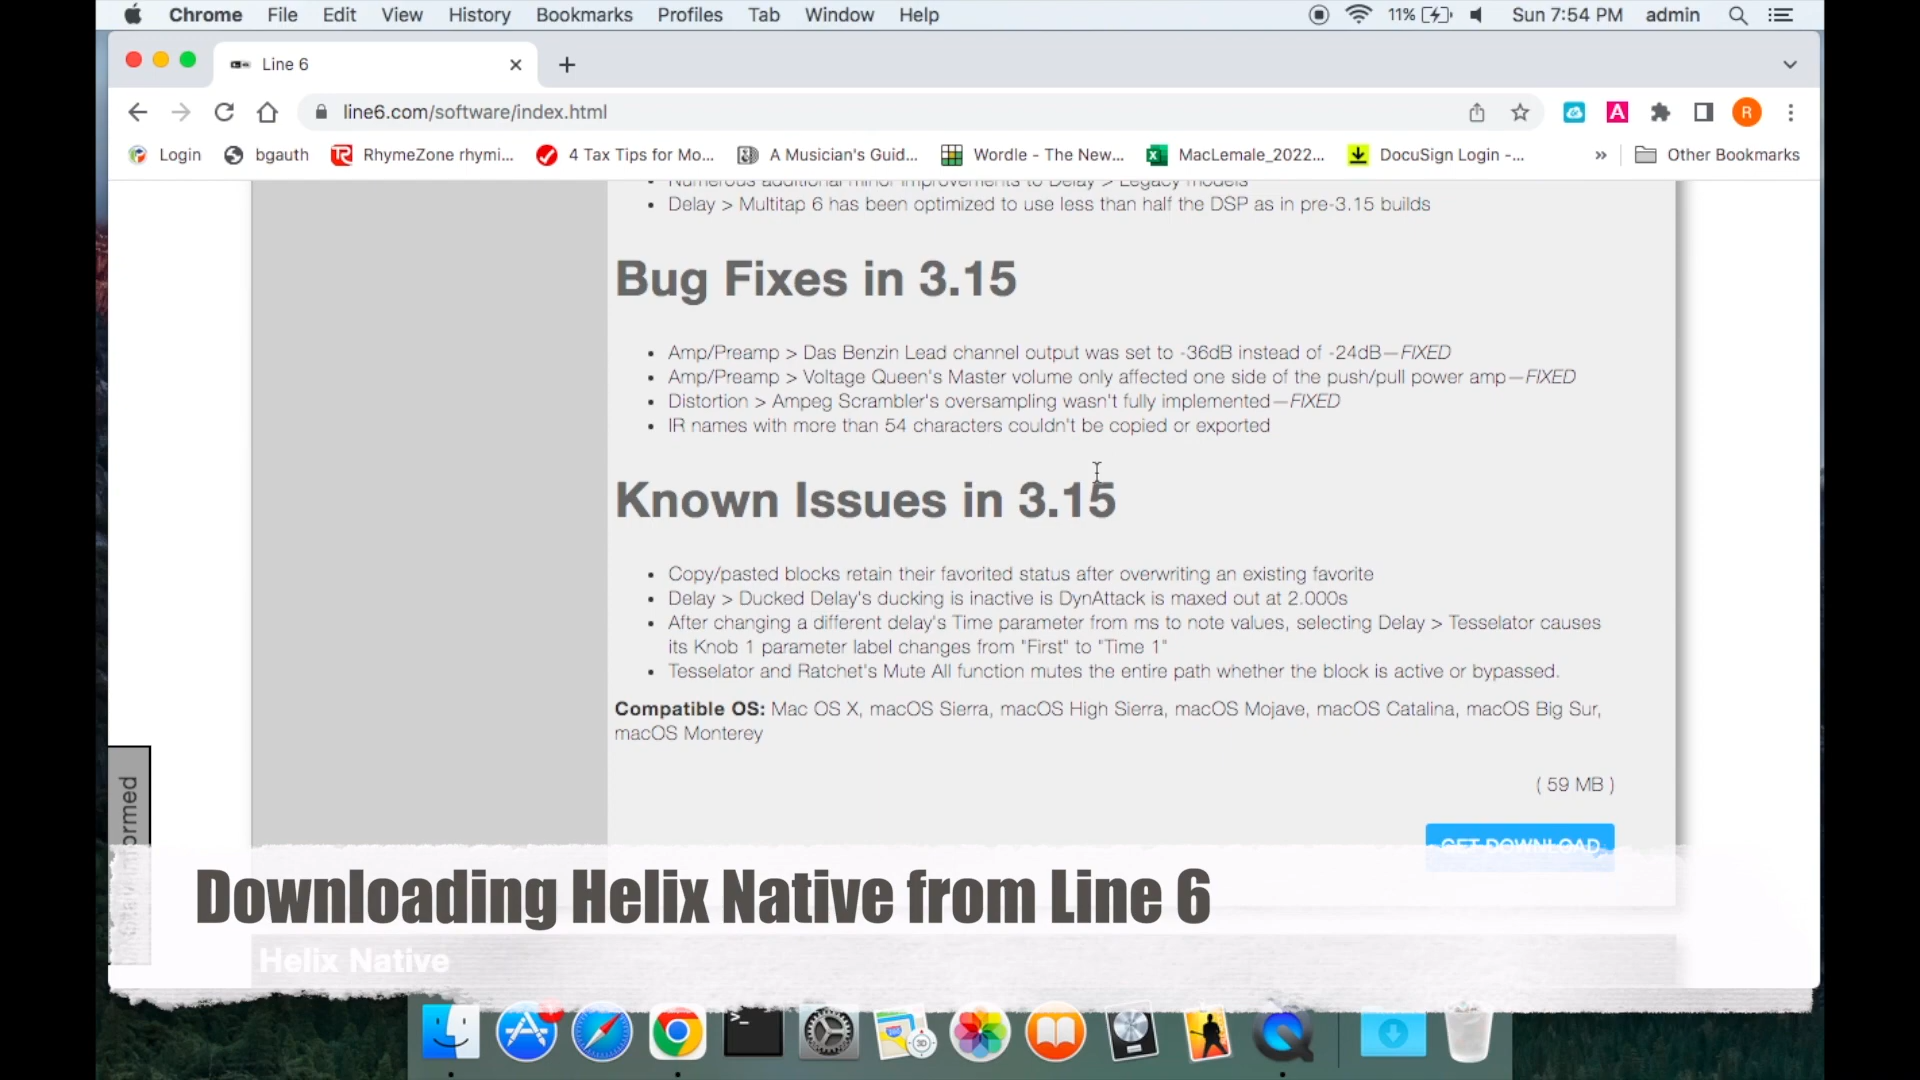 Chrome File Edit View History Bookmarks Profiles Tab Window Help 11% Sun 7:54 PM admin
Line 6
line6.com/software/index.html R
Login bgauth RhymeZone rhymi... 4 Tax Tips for Mo... A Musician's Guid... Wordle - The New... MacLemale_2022... DocuSign Login -... » Other Bookmarks
Numerous additional minor improvements to Delay > Legacy models
Delay > Multitap 6 has been optimized to use less than half the DSP as in pre-3.15 builds
Bug Fixes in 3.15
Amp/Preamp > Das Benzin Lead channel output was set to -36dB instead of -24dB—FIXED
Amp/Preamp > Voltage Queen's Master volume only affected one side of the push/pull power amp—FIXED
Distortion > Ampeg Scrambler's oversampling wasn't fully implemented—FIXED
IR names with more than 54 characters couldn't be copied or exported
Known Issues in 3.15
Copy/pasted blocks retain their favorited status after overwriting an existing favorite
Delay > Ducked Delay's ducking is inactive is DynAttack is maxed out at 2.000s
After changing a different delay's Time parameter from ms to note values, selecting Delay > Tesselator causes
its Knob 1 parameter label changes from "First" to "Time 1"
Tesselator and Ratchet's Mute All function mutes the entire path whether the block is active or bypassed.
Compatible OS: Mac OS X, macOS Sierra, macOS High Sierra, macOS Mojave, macOS Catalina, macOS Big Sur,
macOS Monterey
( 59 MB )
GET DOWNLOAD
Downloading Helix Native from Line 6
Helix Native